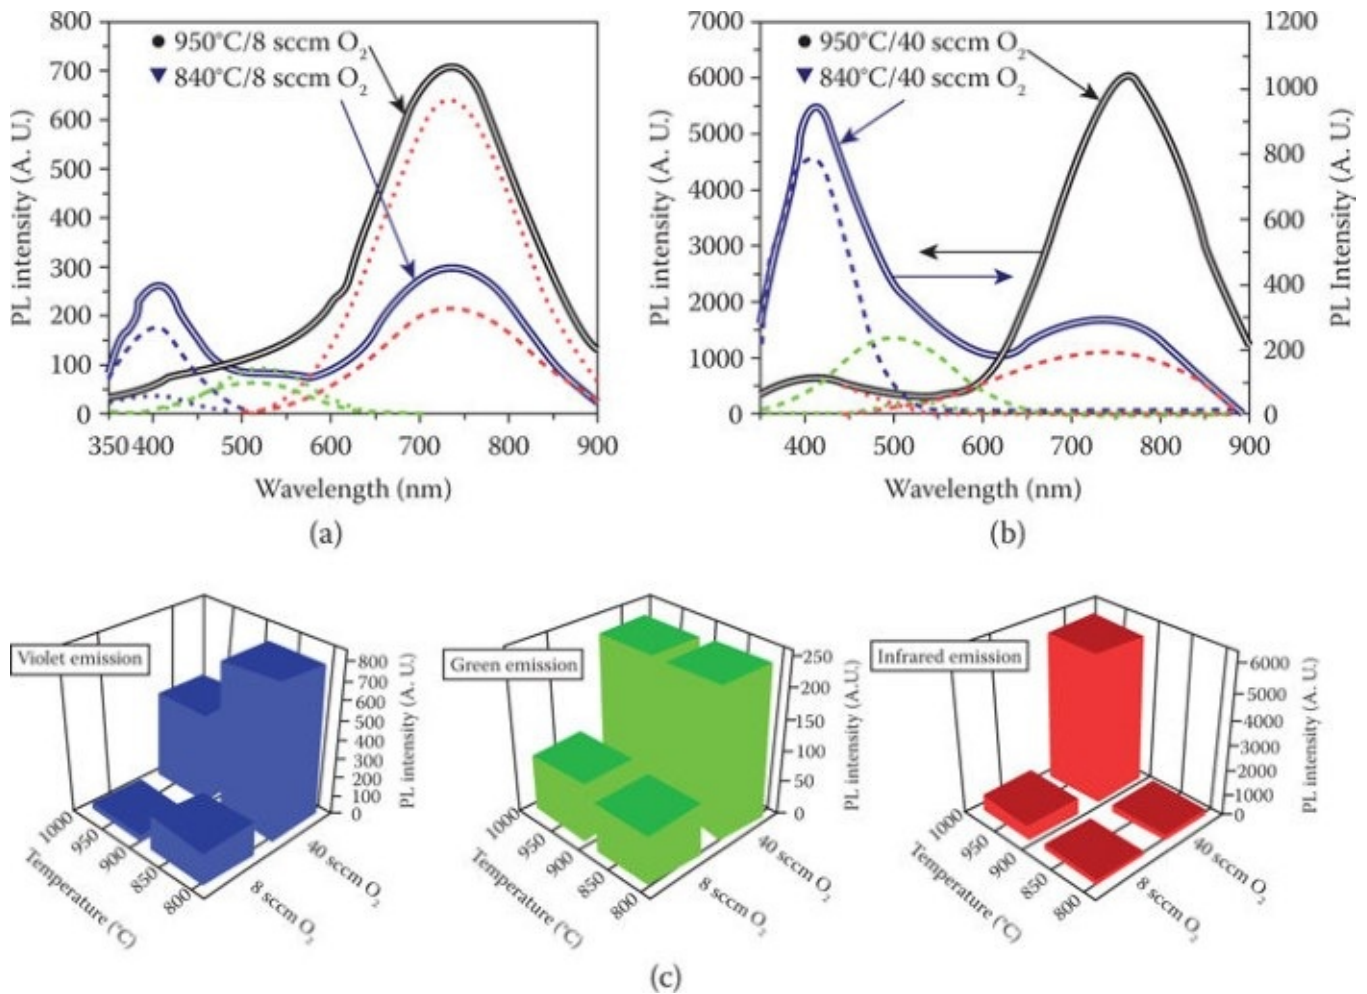 800
700
600
500
400
300
200
100
0
PL intensity (A. U.)
● 950°C/8 sccm O₂
▼ 840°C/8 sccm O₂
350 400 500 600 700 800 900
Wavelength (nm)
(a)
7000
6000
5000
4000
3000
2000
1000
0
PL intensity (A. U.)
● 950°C/40 sccm O₂
▼ 840°C/40 sccm O₂
1200
1000
800
600
400
200
0
PL Intensity (A. U.)
400 500 600 700 800 900
Wavelength (nm)
(b)
Violet emission
800
700
600
500
400
300
200
100
0
PL intensity (A. U.)
1000
950
900
850
800
Temperature (°C)
8 sccm O₂
40 sccm O₂
Green emission
250
200
150
100
50
0
PL intensity (A.U.)
1000
950
900
850
800
Temperature (°C)
8 sccm O₂
40 sccm O₂
Infrared emission
6000
5000
4000
3000
2000
1000
0
PL intensity (A. U.)
1000
950
900
850
800
Temperature (°C)
8 sccm O₂
40 sccm O₂
(c)